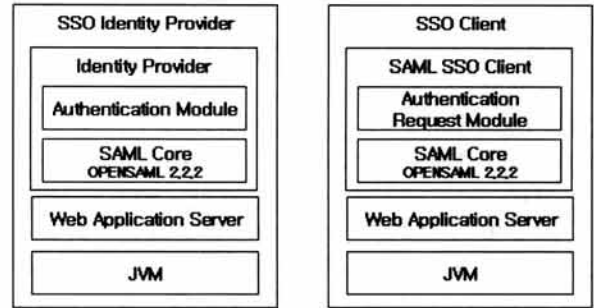 SSO Identity Provider
Identity Provider
Authentication Module
SAML Core
OPENSAML 2,2,2
Web Application Server
JVM
SSO Client
SAML SSO Client
Authentication
Request Module
SAML Core
OPENSAML 2,2,2
Web Application Server
JVM